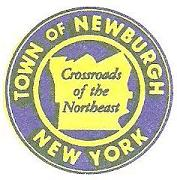 TOWN OF NEWBURGH
Crossroads
of the
Northeast
NEW YORK